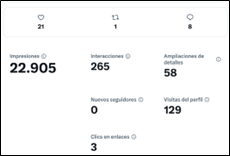 21 1 8
Impresiones Interacciones Ampliaciones de detalles
22.905 265 58
Nuevos seguidores Visitas del perfil
0 129
Clics en enlaces
3